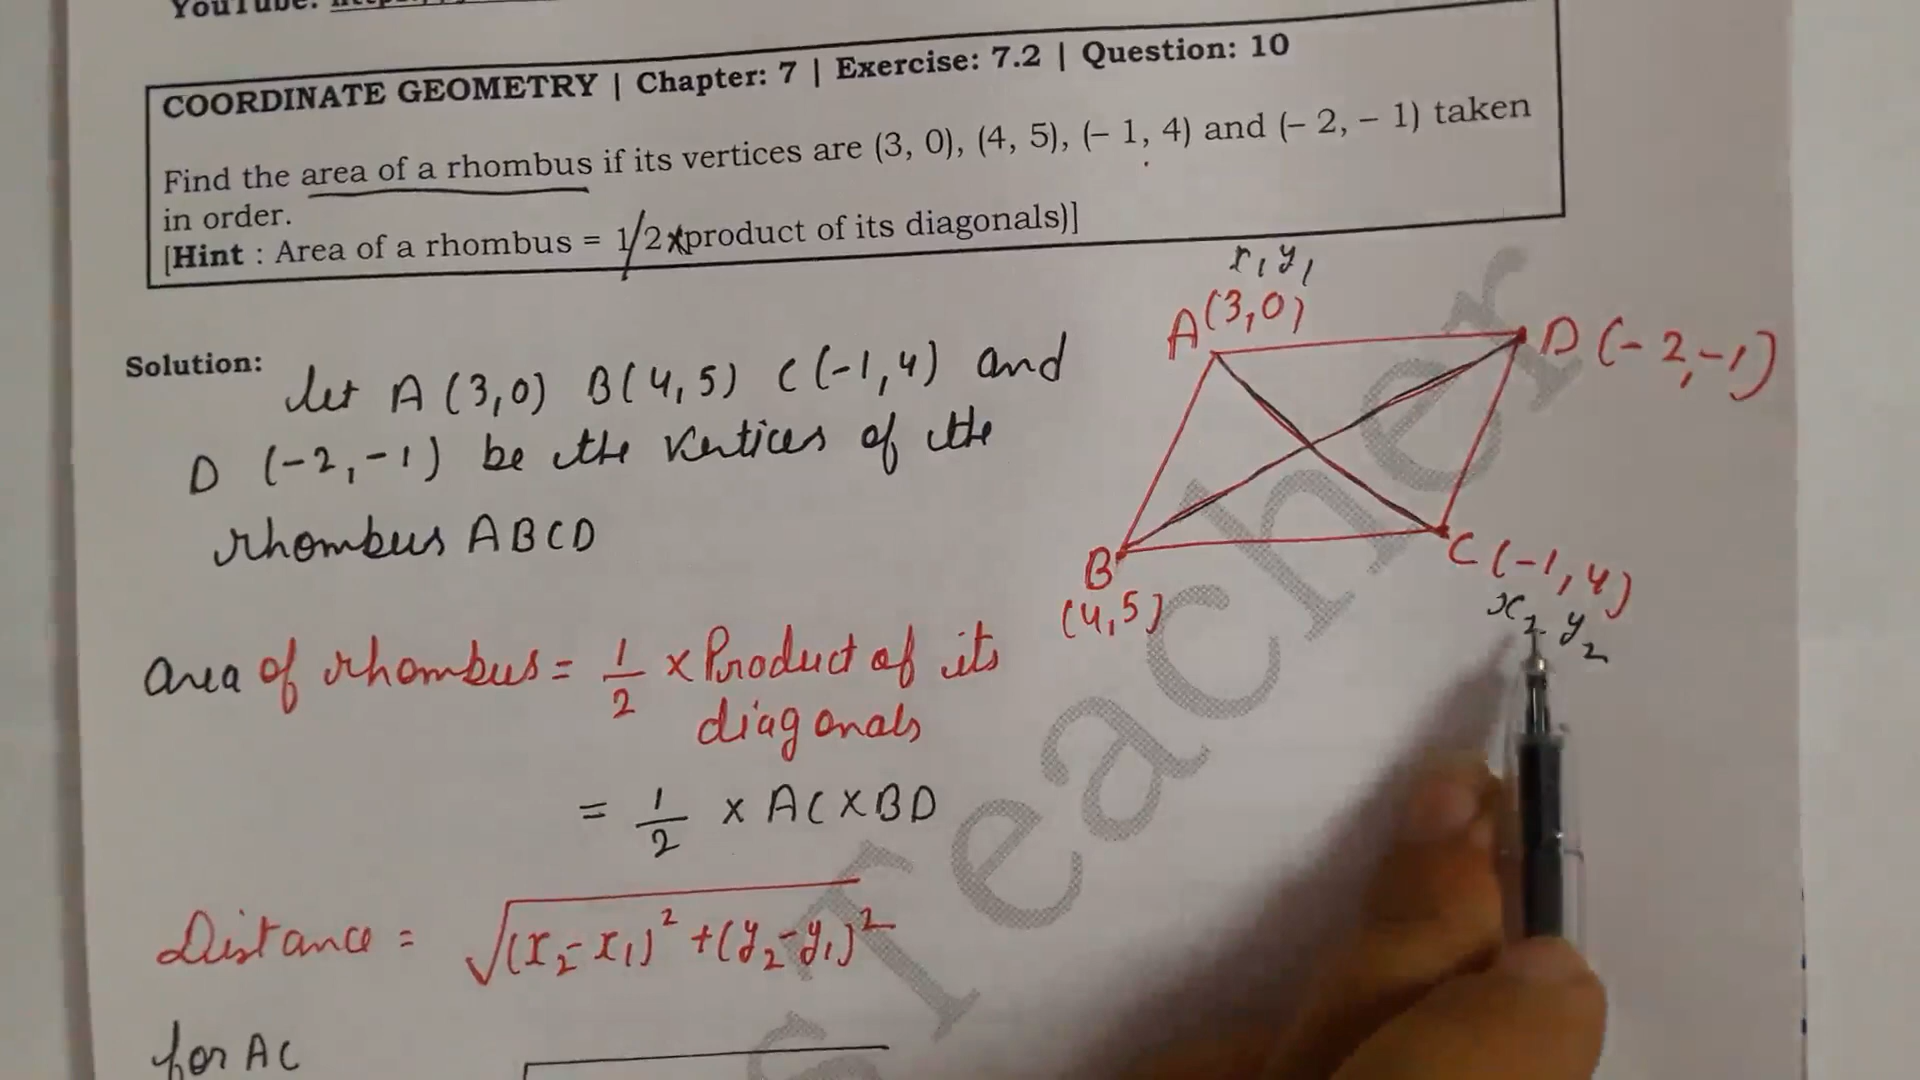 YouTube:
COORDINATE GEOMETRY | Chapter: 7 | Exercise: 7.2 | Question: 10
Find the area of a rhombus if its vertices are (3, 0), (4, 5), (– 1, 4) and (– 2, – 1) taken
in order.
[Hint : Area of a rhombus = 1/2×(product of its diagonals)]
Solution:
let A (3,0) B(4,5) C(-1,4) and
D (-2,-1) be the vertices of the
rhombus ABCD
x₁ y₁
A(3,0)
D(-2,-1)
B
(4,5)
C(-1,4)
x₂ y₂
area of rhombus = 1/2 × Product of its
diagonals
= 1/2 × AC×BD
Distance = √(x₂-x₁)² + (y₂-y₁)²
for AC
sTeacher